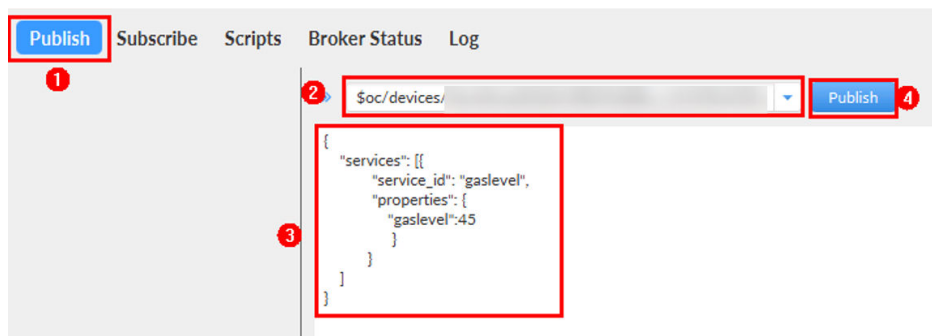 Publish Subscribe Scripts Broker Status Log
1
2 » $oc/devices/ Publish 4
{
"services": [{
"service_id": "gaslevel",
"properties": {
"gaslevel":45
3 }
}
]
}